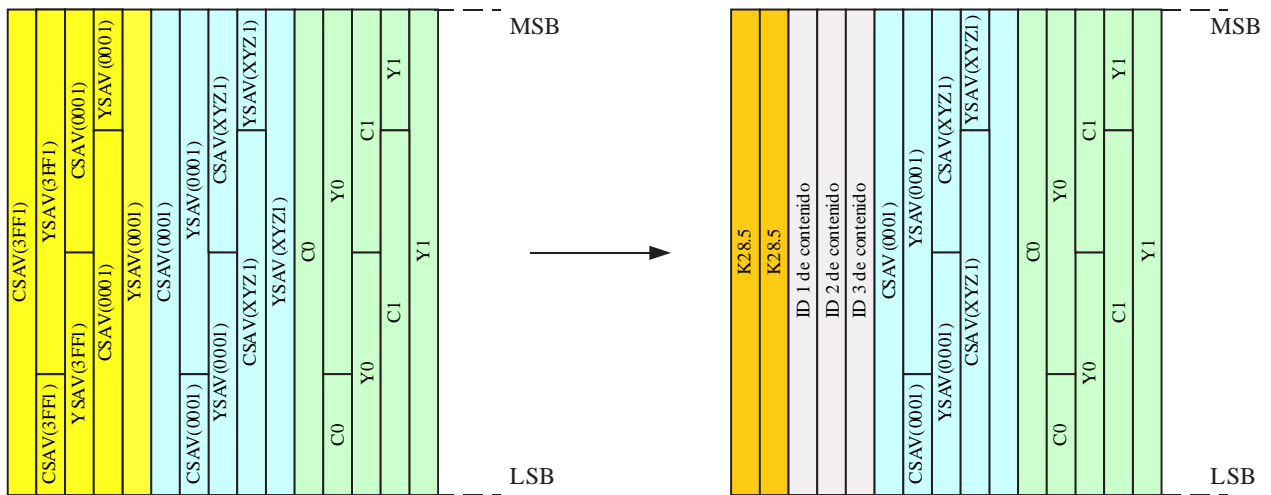 MSB
CSAV(3FF1)
YSAV(3FF1)
CSAV(3FF1)
CSAV(0001)
YSAV(3FF1)
YSAV(0001)
CSAV(0001)
YSAV(0001)
CSAV(0001)
YSAV(0001)
CSAV(0001)
CSAV(XYZ1)
YSAV(0001)
YSAV(XYZ1)
CSAV(XYZ1)
YSAV(XYZ1)
C0
Y0
C0
C1
Y0
Y1
C1
Y1
LSB
MSB
K28.5
K28.5
ID 1 de contenido
ID 2 de contenido
ID 3 de contenido
CSAV (0001)
YSAV(0001)
CSAV(0001)
CSAV(XYZ1)
YSAV(0001)
YSAV(XYZ1)
CSAV(XYZ1)
C0
Y0
C0
C1
Y0
Y1
C1
Y1
LSB